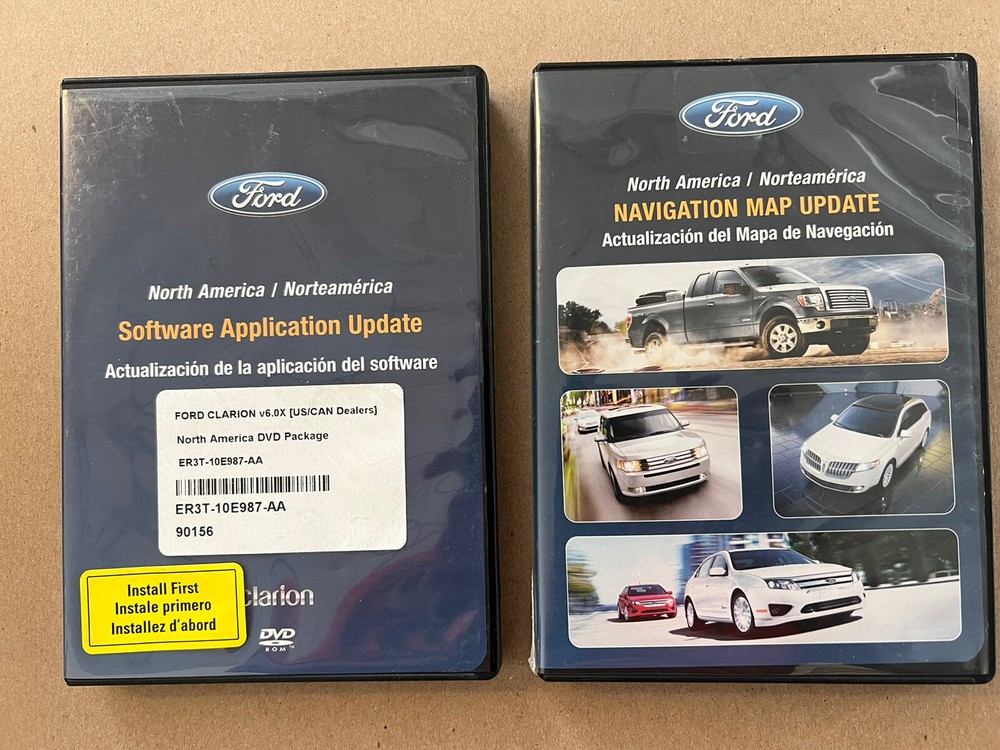 Ford
North America / Norteamérica
Software Application Update
Actualización de la aplicación del software
FORD CLARION v6.0X [US/CAN Dealers]
North America DVD Package
ER3T-10E987-AA
ER3T-10E987-AA
90156
Install First
Instale primero
Installez d'abord
clarion
DVD
ROM™
Ford
North America / Norteamérica
NAVIGATION MAP UPDATE
Actualización del Mapa de Navegación